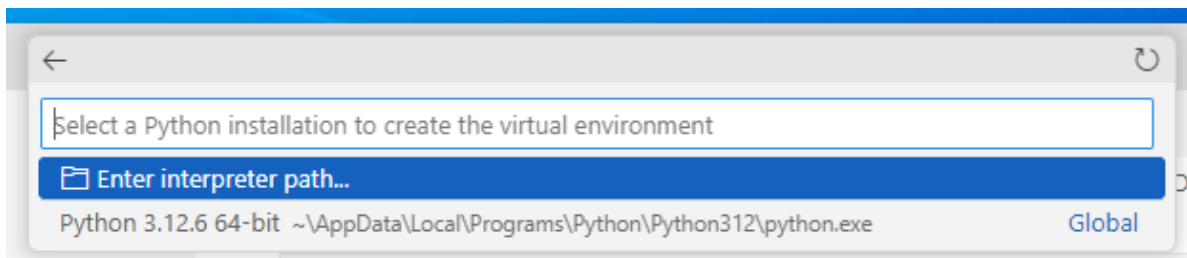 Select a Python installation to create the virtual environment
Enter interpreter path...
Python 3.12.6 64-bit ~\AppData\Local\Programs\Python\Python312\python.exe Global